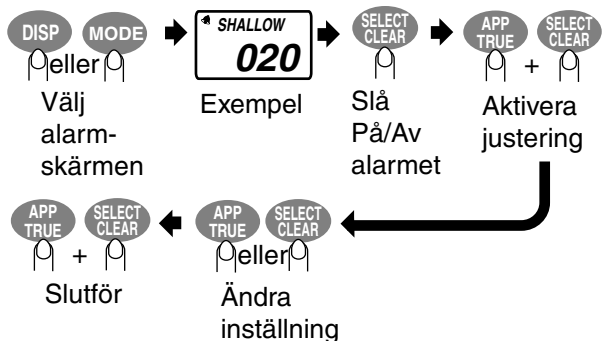 DISP
eller
MODE
Välj
alarm-
skärmen
SHALLOW
020
Exempel
SELECT
CLEAR
Slå
På/Av
alarmet
APP
TRUE
+
SELECT
CLEAR
Aktivera
justering
APP
TRUE
+
SELECT
CLEAR
Slutför
APP
TRUE
eller
SELECT
CLEAR
Ändra
inställning